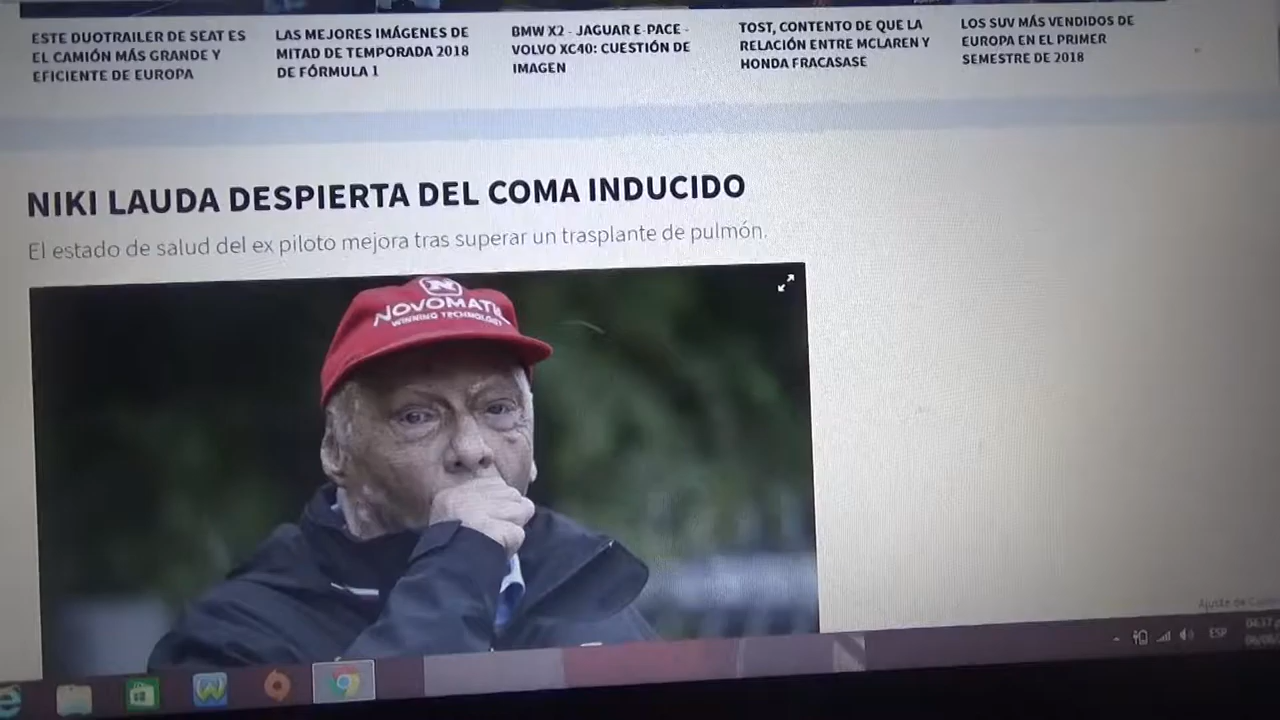 ESTE DUOTRAILER DE SEAT ES
EL CAMIÓN MÁS GRANDE Y
EFICIENTE DE EUROPA
LAS MEJORES IMÁGENES DE
MITAD DE TEMPORADA 2018
DE FÓRMULA 1
BMW X2 - JAGUAR E-PACE -
VOLVO XC40: CUESTIÓN DE
IMAGEN
TOST, CONTENTO DE QUE LA
RELACIÓN ENTRE MCLAREN Y
HONDA FRACASASE
LOS SUV MÁS VENDIDOS DE
EUROPA EN EL PRIMER
SEMESTRE DE 2018
NIKI LAUDA DESPIERTA DEL COMA INDUCIDO
El estado de salud del ex piloto mejora tras superar un trasplante de pulmón.
NOVOMATIC
WINNING TECHNOLOGY
Ajuste de
ESP